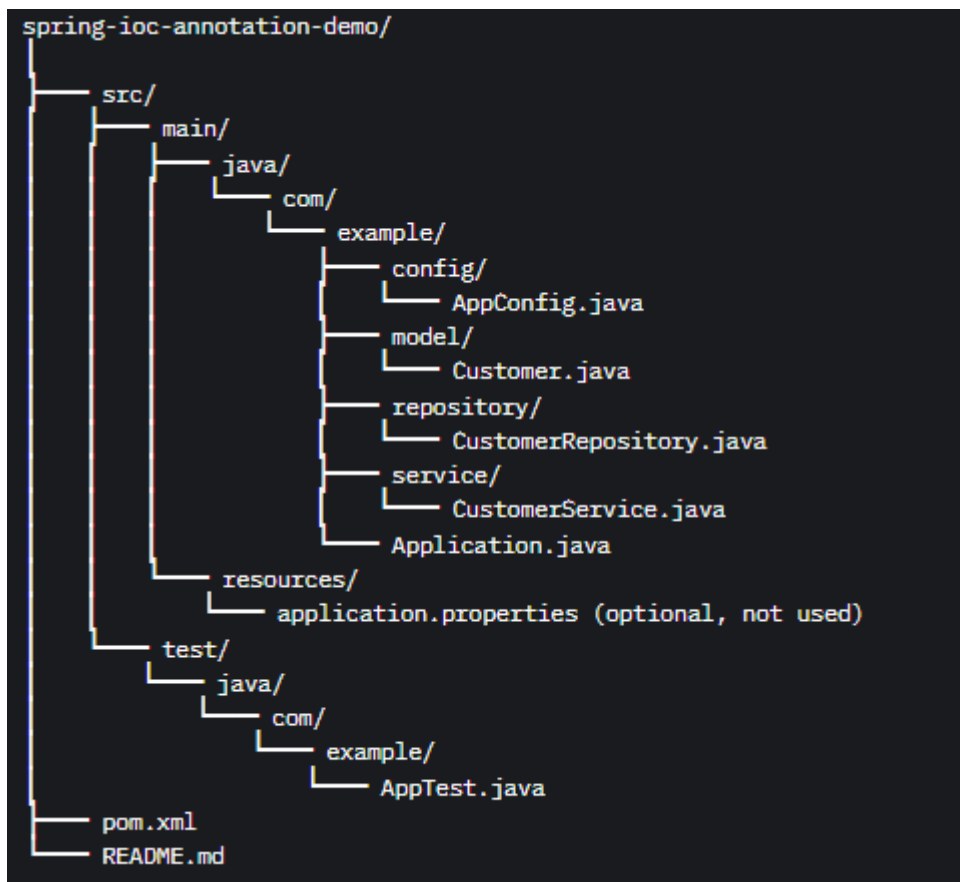 spring-ioc-annotation-demo/
src/
main/
java/
com/
example/
config/
AppConfig.java
model/
Customer.java
repository/
CustomerRepository.java
service/
CustomerService.java
Application.java
resources/
application.properties (optional, not used)
test/
java/
com/
example/
AppTest.java
pom.xml
README.md